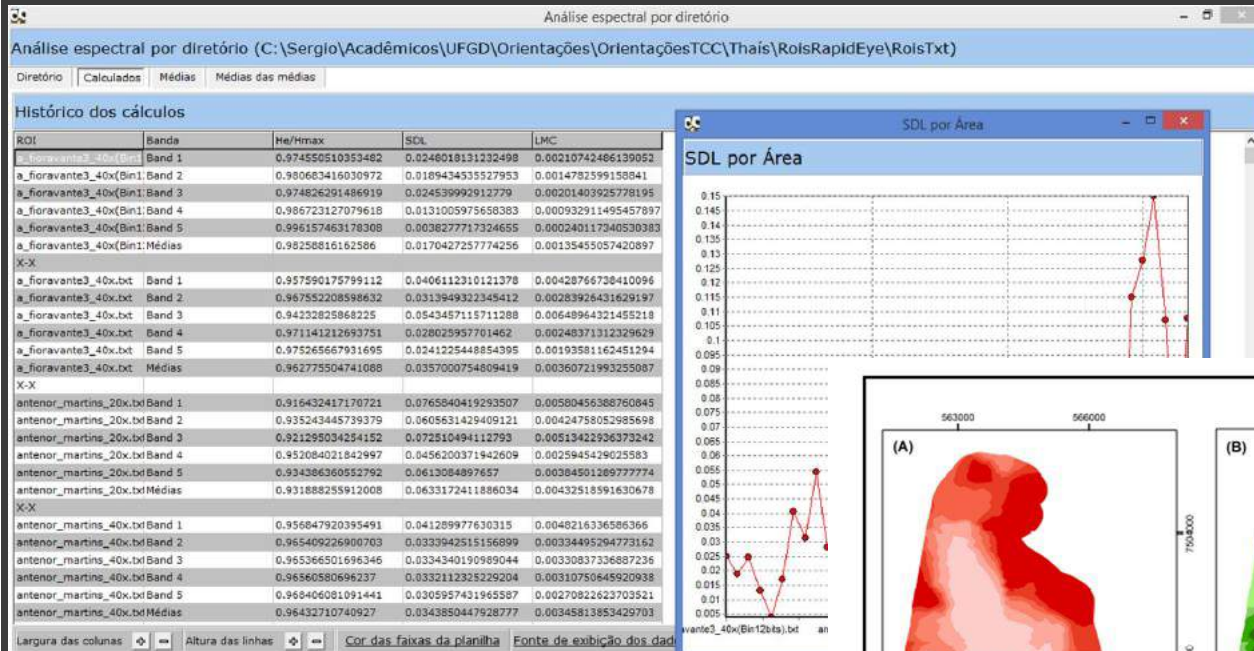 Análise espectral por diretório
Análise espectral por diretório (C:\Sergio\Acadêmicos\UFGD\Orientações\OrientaçõesTCC\Thaís\RoisRapidEye\RoisTxt)
Diretório Calculados Médias Médias das médias
Histórico dos cálculos
ROI Banda He/Hmax SDL LMC
a_fioravante3_40x(Bin1 Band 1 0.974550510353482 0.0248018131232498 0.00210742486139052
a_fioravante3_40x(Bin1: Band 2 0.980683416030972 0.0189434535527953 0.0014782599158841
a_fioravante3_40x(Bin1: Band 3 0.974826291486919 0.024539992912779 0.00201403925778195
a_fioravante3_40x(Bin1: Band 4 0.986723127079618 0.0131005975658383 0.000932911495457897
a_fioravante3_40x(Bin1: Band 5 0.996157463178308 0.0038277717324655 0.000240117340530383
a_fioravante3_40x(Bin1: Médias 0.98258816162586 0.0170427257774256 0.00135455057420897
X-X
a_fioravante3_40x.txt Band 1 0.957590175799112 0.0406112310121378 0.00428766738410096
a_fioravante3_40x.txt Band 2 0.967552208598632 0.0313949322345412 0.00283926431629197
a_fioravante3_40x.txt Band 3 0.94232825868225 0.0543457115711288 0.00648964321455218
a_fioravante3_40x.txt Band 4 0.971141212693751 0.028025957701462 0.00248371312329629
a_fioravante3_40x.txt Band 5 0.975265667931695 0.0241225448854395 0.00193581162451294
a_fioravante3_40x.txt Médias 0.962775504741088 0.0357000754809419 0.00360721993255087
X-X
antenor_martins_20x.txt Band 1 0.916432417170721 0.0765840419293507 0.00580456388760845
antenor_martins_20x.txt Band 2 0.935243445739379 0.0605631429409121 0.00424758052985698
antenor_martins_20x.txt Band 3 0.921295034254152 0.072510494112793 0.00513422936373242
antenor_martins_20x.txt Band 4 0.952084021842997 0.0456200371942609 0.0025945429025583
antenor_martins_20x.txt Band 5 0.934386360552792 0.0613084897657 0.00384501289777774
antenor_martins_20x.txt Médias 0.931888255912008 0.0633172411886034 0.00432518591630678
X-X
antenor_martins_40x.txt Band 1 0.956847920395491 0.041289977630315 0.0048216336586366
antenor_martins_40x.txt Band 2 0.965409226900703 0.0333942515156899 0.00334495294773162
antenor_martins_40x.txt Band 3 0.965366501696346 0.0334340190989044 0.00330837336887236
antenor_martins_40x.txt Band 4 0.96560580696237 0.0332112325229204 0.00310750645920938
antenor_martins_40x.txt Band 5 0.968406081091441 0.0305957431965587 0.00270822623703521
antenor_martins_40x.txt Médias 0.96432710740927 0.0343850447928777 0.00345813853429703
Largura das colunas Altura das linhas Cor das faixas da planilha Fonte de exibição dos dad
SDL por Área
SDL por Área
0.15
0.145
0.14
0.135
0.13
0.125
0.12
0.115
0.11
0.105
0.1
0.095
0.09
0.085
0.08
0.075
0.07
0.065
0.06
0.055
0.05
0.045
0.04
0.035
0.03
0.025
0.02
0.015
0.01
0.005
avante3_40x(Bin12bits).txt an
563000 566000
(A) (B)
7504000